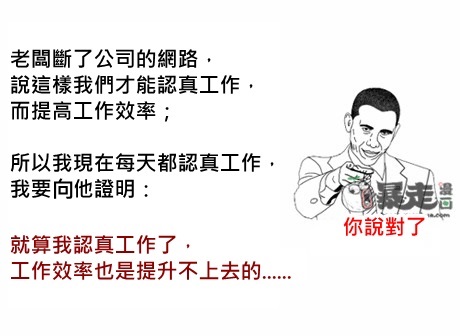 老闆斷了公司的網路，
說這樣我們才能認真工作，
而提高工作效率；
所以我現在每天都認真工作，
我要向他證明：
就算我認真工作了，
工作效率也是提升不上去的......
暴走漫画
你說對了